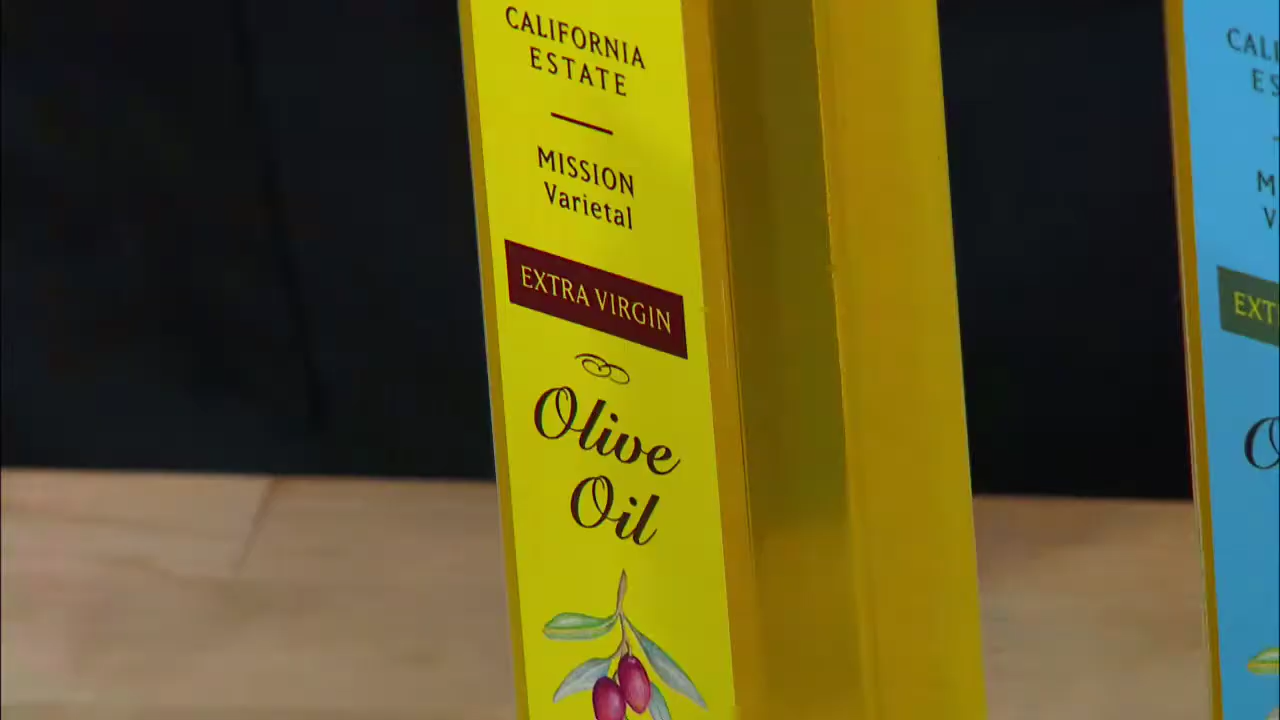 CALIFORNIA
ESTATE
MISSION
Varietal
EXTRA VIRGIN
Olive
Oil